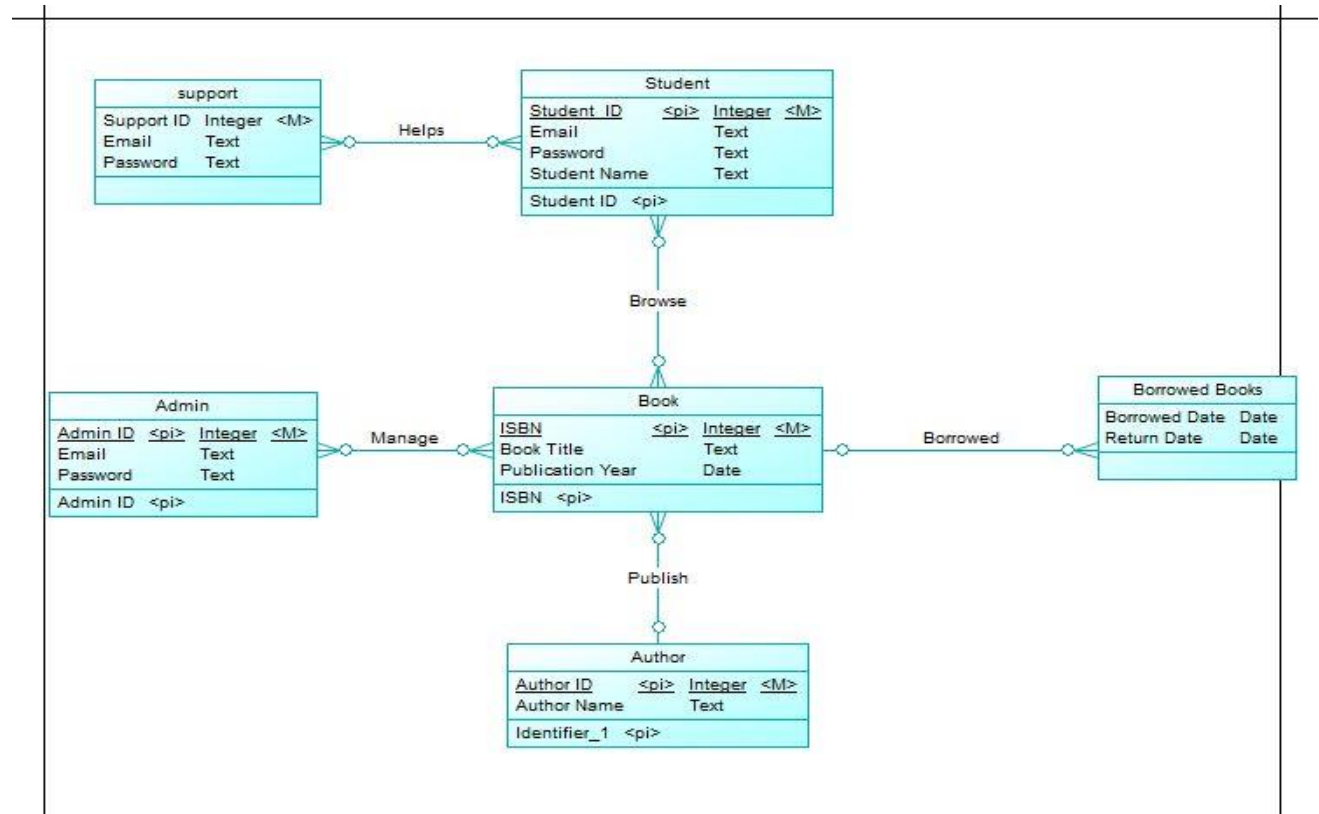 support
Support ID Integer <M>
Email Text
Password Text
Helps
Student
Student ID <pi> Integer <M>
Email Text
Password Text
Student Name Text
Student ID <pi>
Browse
Admin
Admin ID <pi> Integer <M>
Email Text
Password Text
Admin ID <pi>
Manage
Book
ISBN <pi> Integer <M>
Book Title Text
Publication Year Date
ISBN <pi>
Borrowed
Borrowed Books
Borrowed Date Date
Return Date Date
Publish
Author
Author ID <pi> Integer <M>
Author Name Text
Identifier_1 <pi>